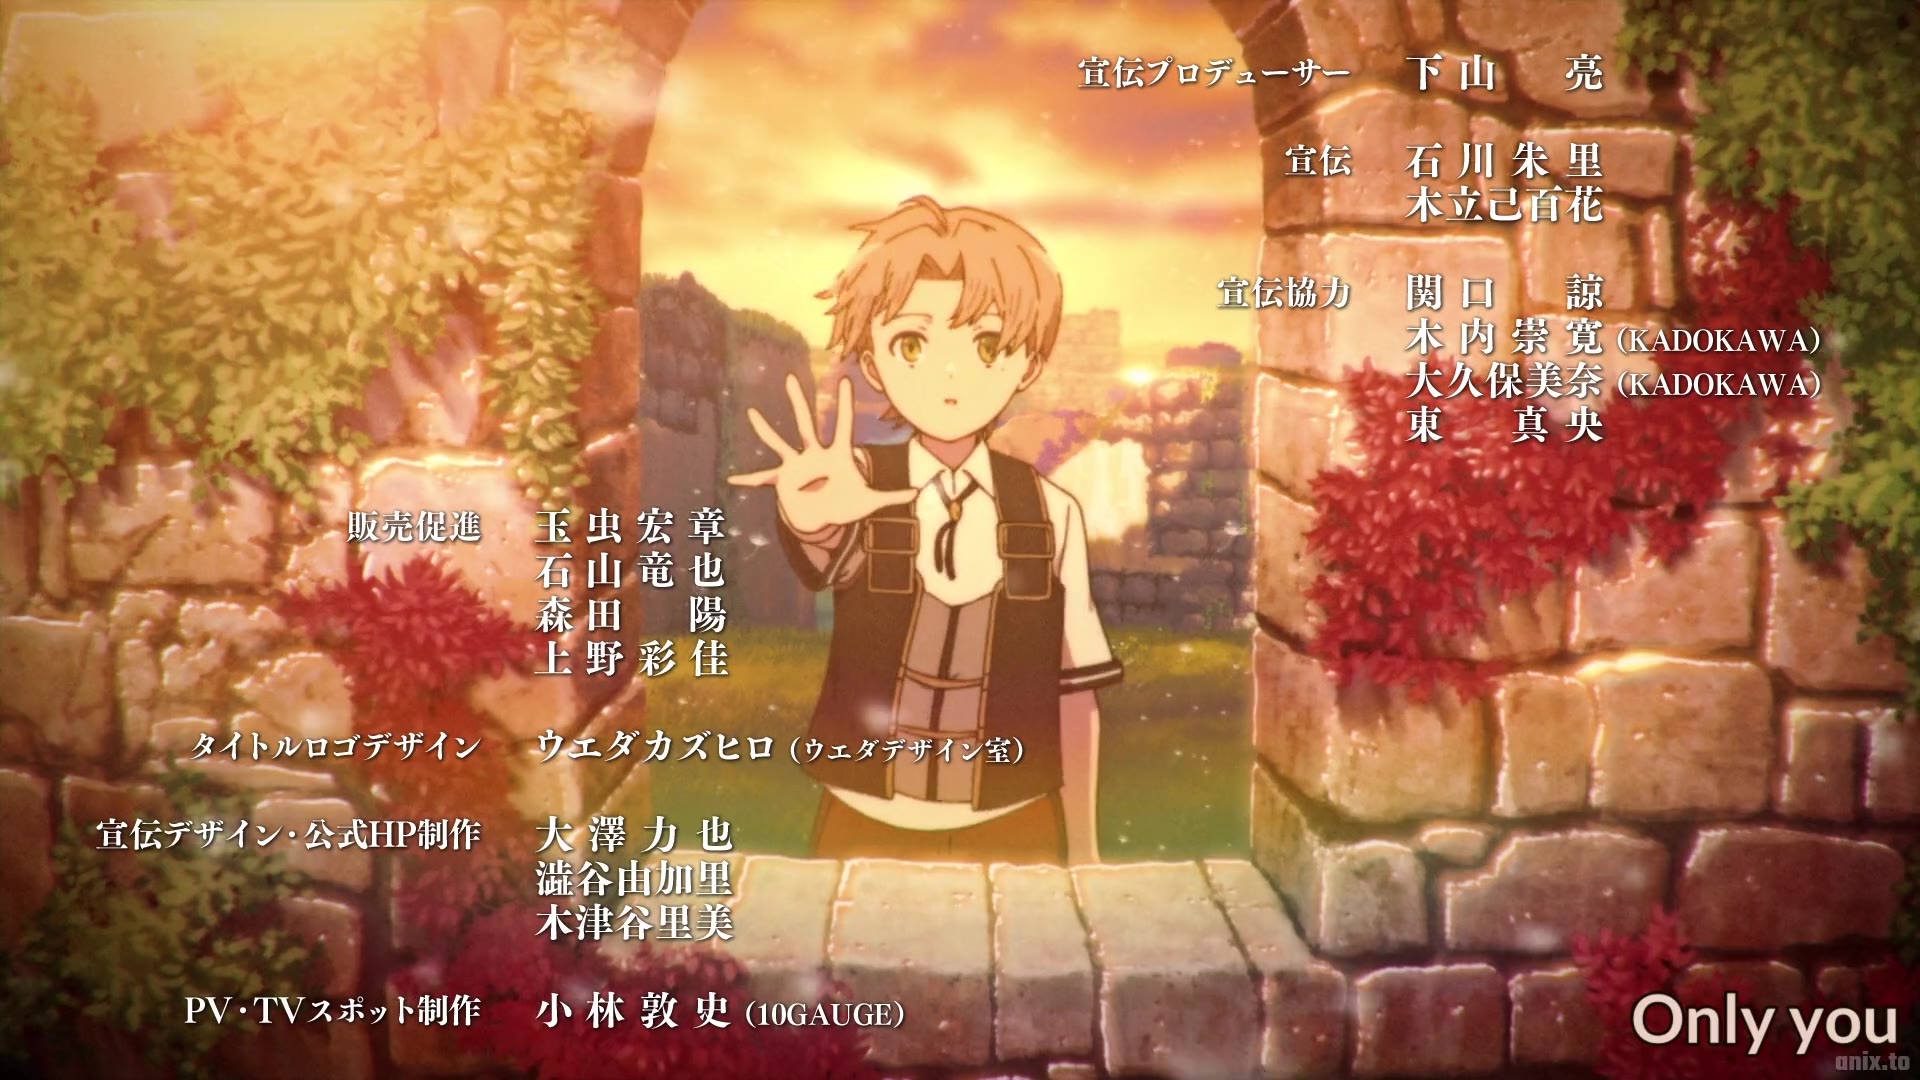 宣伝プロデューサー 下山 亮
宣伝 石川朱里
木立己百花
宣伝協力 関口 諒
木内崇寛(KADOKAWA)
大久保美奈(KADOKAWA)
東 真央
販売促進 玉虫宏章
石山竜也
森田 陽
上野彩佳
タイトルロゴデザイン ウエダカズヒロ(ウエダデザイン室)
宣伝デザイン・公式HP制作 大澤力也
澁谷由加里
木津谷里美
PV・TVスポット制作 小林敦史(10GAUGE)
Only you
anix.to